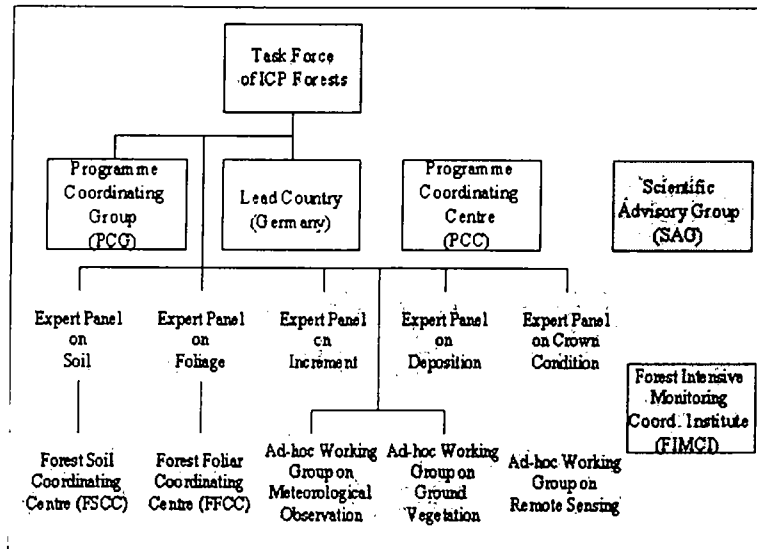 Task Force
of ICP Forests
Programme
Coordinating
Group
(PCG)
Lead Country
(Germany)
Programme
Coordinating
Centre
(PCC)
Scientific
Advisory Group
(SAG)
Expert Panel
on
Soil
Expert Panel
on
Foliage
Expert Panel
on
Increment
Expert Panel
on
Deposition
Expert Panel
on Crown
Condition
Forest Intensive
Monitoring
Coord. Institute
(FIMCI)
Forest Soil
Coordinating
Centre (FSCC)
Forest Foliar
Coordinating
Centre (FFCC)
Ad-hoc Working
Group on
Meteorological
Observation
Ad-hoc Working
Group on
Ground
Vegetation
Ad-hoc Working
Group on
Remote Sensing